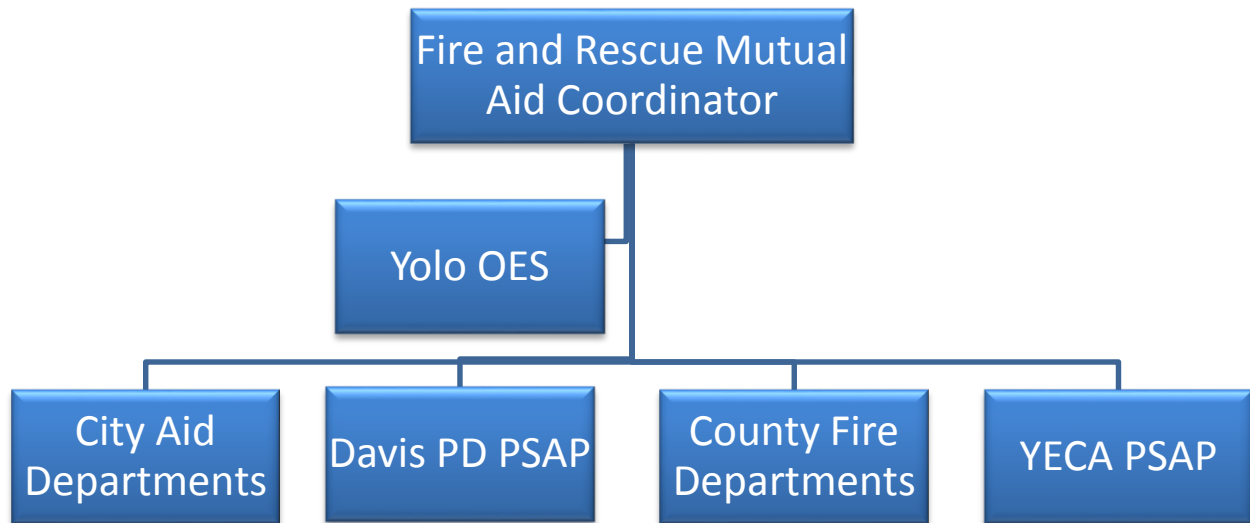 Fire and Rescue Mutual
Aid Coordinator
Yolo OES
City Aid
Departments
Davis PD PSAP
County Fire
Departments
YECA PSAP